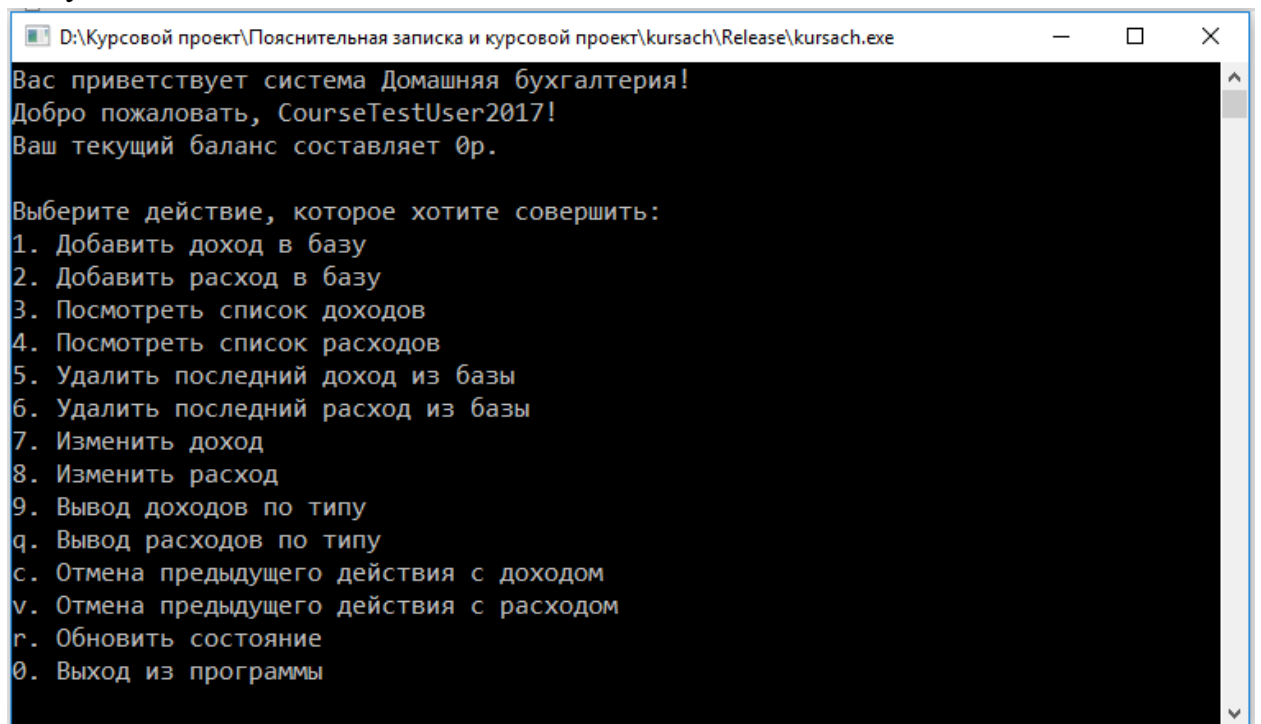 D:\Курсовой проект\Пояснительная записка и курсовой проект\kursach\Release\kursach.exe
Вас приветствует система Домашняя бухгалтерия!
Добро пожаловать, CourseTestUser2017!
Ваш текущий баланс составляет 0р.
Выберите действие, которое хотите совершить:
1. Добавить доход в базу
2. Добавить расход в базу
3. Посмотреть список доходов
4. Посмотреть список расходов
5. Удалить последний доход из базы
6. Удалить последний расход из базы
7. Изменить доход
8. Изменить расход
9. Вывод доходов по типу
q. Вывод расходов по типу
c. Отмена предыдущего действия с доходом
v. Отмена предыдущего действия с расходом
r. Обновить состояние
0. Выход из программы